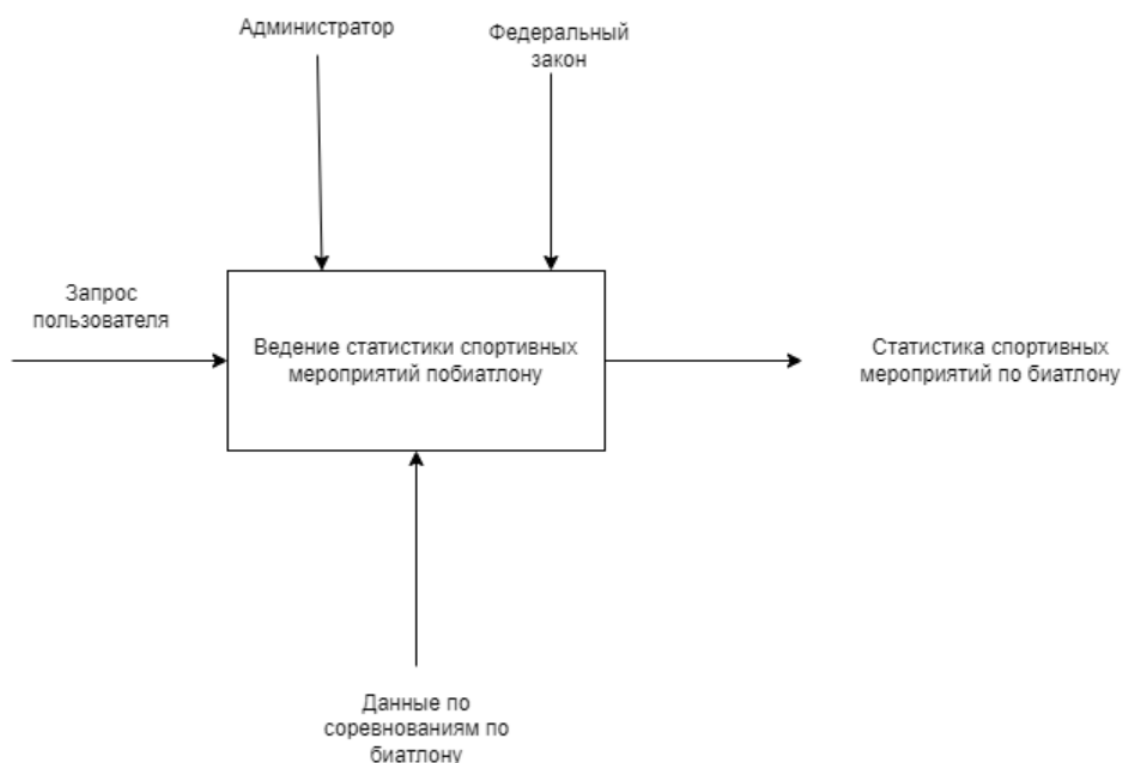 Администратор
Федеральный
закон
Запрос
пользователя
Ведение статистики спортивных
мероприятий побиатлону
Статистика спортивных
мероприятий по биатлону
Данные по
соревнованиям по
биатлону